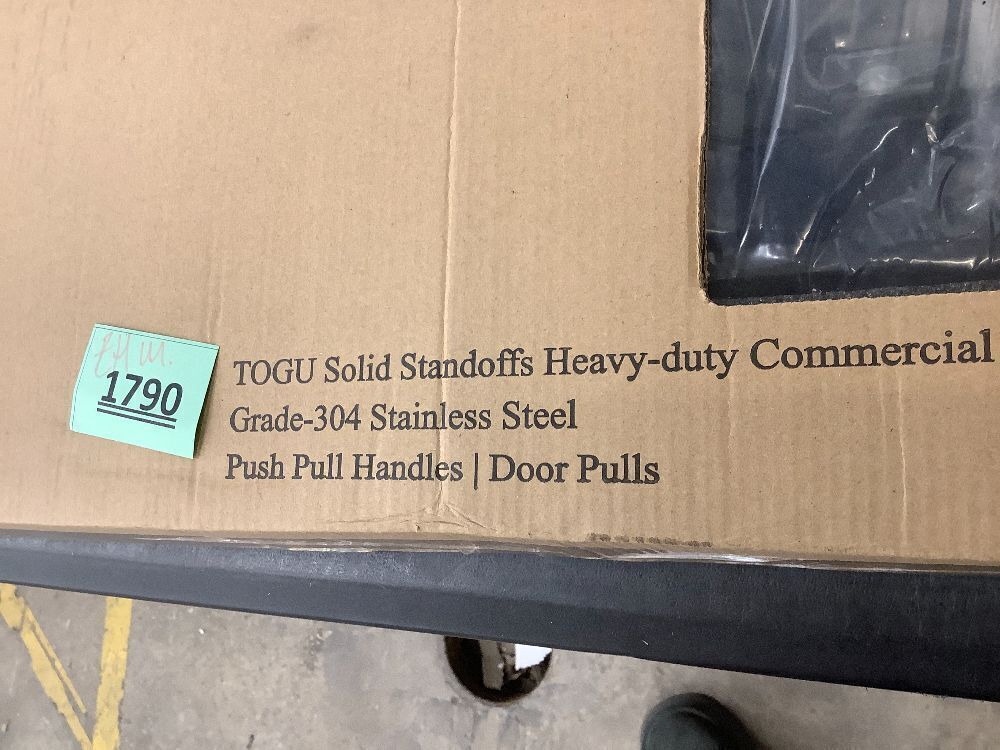 1790
TOGU Solid Standoffs Heavy-duty Commercial
Grade-304 Stainless Steel
Push Pull Handles | Door Pulls